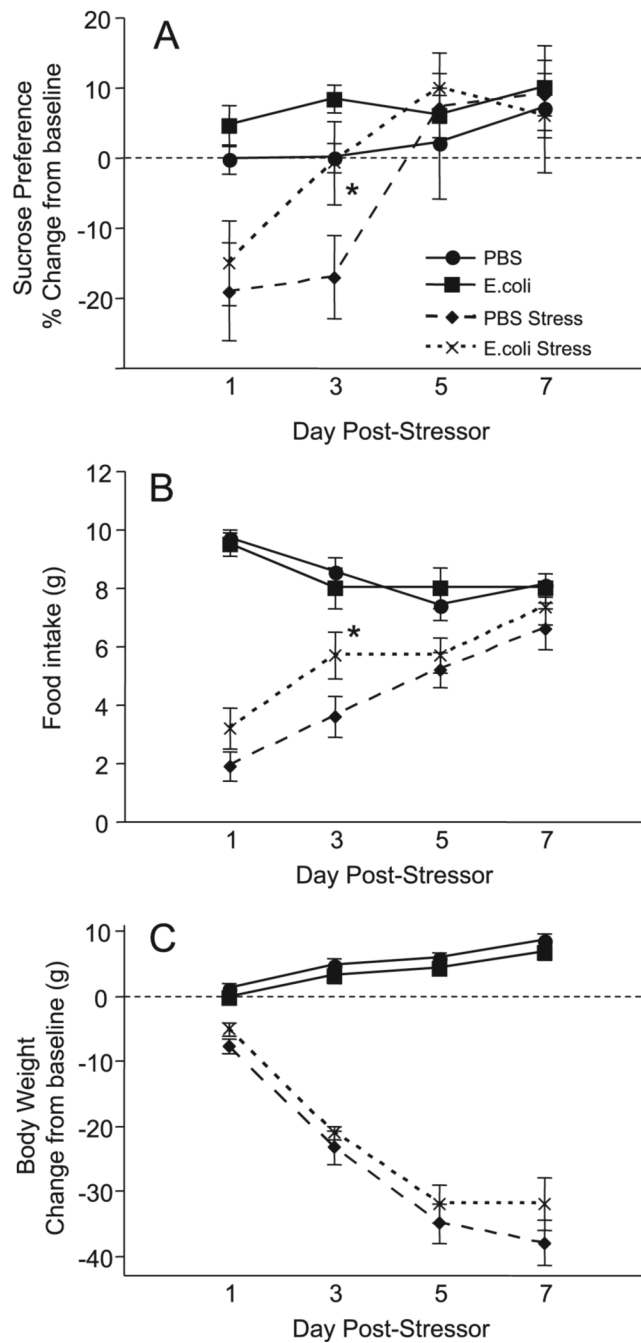 A
20
10
0
-10
-20
Sucrose Preference
% Change from baseline
*
PBS
E.coli
PBS Stress
E.coli Stress
1 3 5 7
Day Post-Stressor
B
12
10
8
6
4
2
0
Food intake (g)
*
1 3 5 7
Day Post-Stressor
C
10
0
-10
-20
-30
-40
Body Weight
Change from baseline (g)
1 3 5 7
Day Post-Stressor